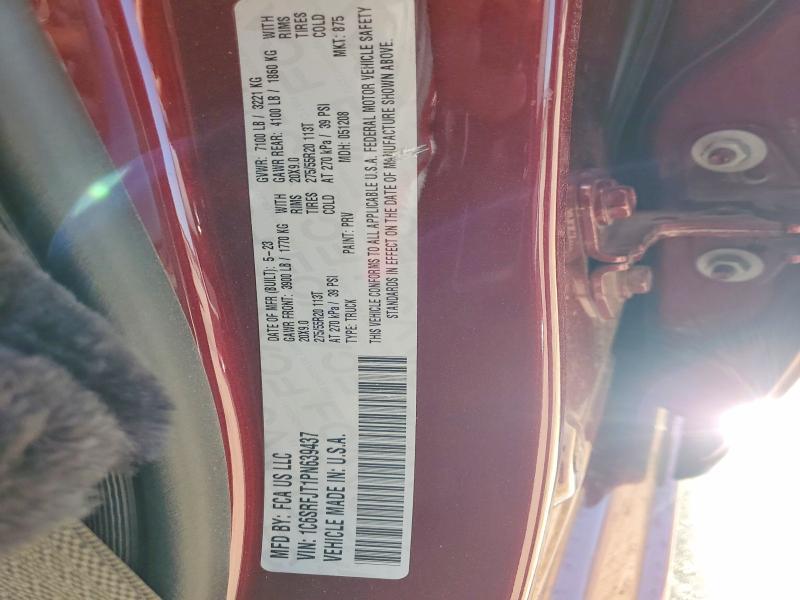 MFD BY: FCA US LLC
VIN: 1C6SRFJT1PN639437
VEHICLE MADE IN: U.S.A.
DATE OF MFR (BUILT): 5-23 GVWR: 7100 LB / 3221 KG
GAWR FRONT: 3900 LB / 1770 KG WITH GAWR REAR: 4100 LB / 1860 KG WITH
20X9.0 RIMS 20X9.0 RIMS
275/55R20 113T TIRES 275/55R20 113T TIRES
AT 270 kPa / 39 PSI COLD AT 270 kPa / 39 PSI COLD
TYPE: TRUCK PAINT: PRV MDH: 051208 MKT: 875
THIS VEHICLE CONFORMS TO ALL APPLICABLE U.S.A. FEDERAL MOTOR VEHICLE SAFETY
STANDARDS IN EFFECT ON THE DATE OF MANUFACTURE SHOWN ABOVE.